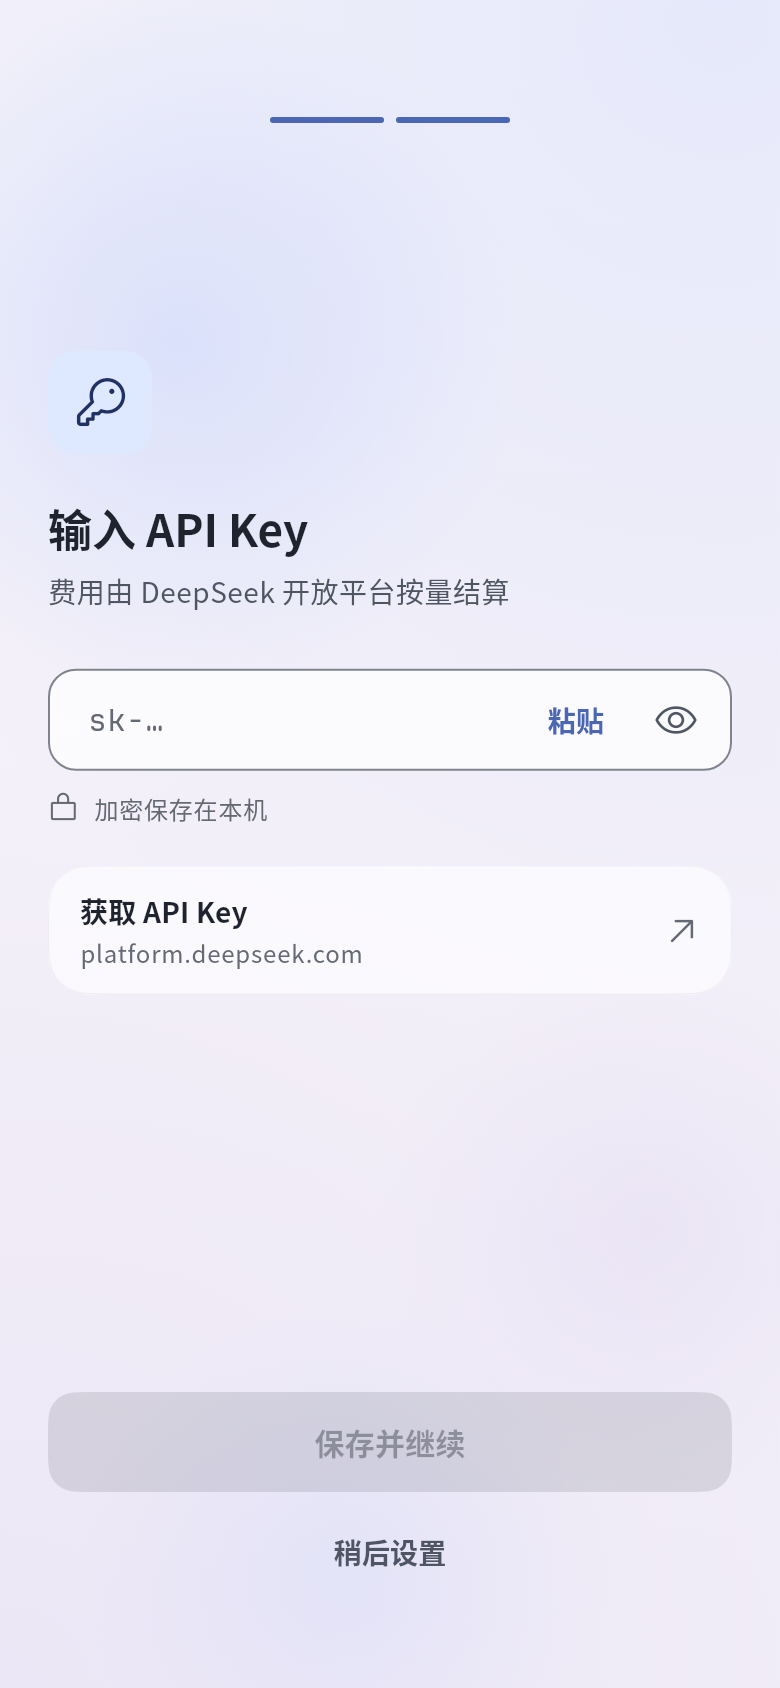 输入 API Key
费用由 DeepSeek 开放平台按量结算
sk-…
粘贴
加密保存在本机
获取 API Key
platform.deepseek.com
保存并继续
稍后设置